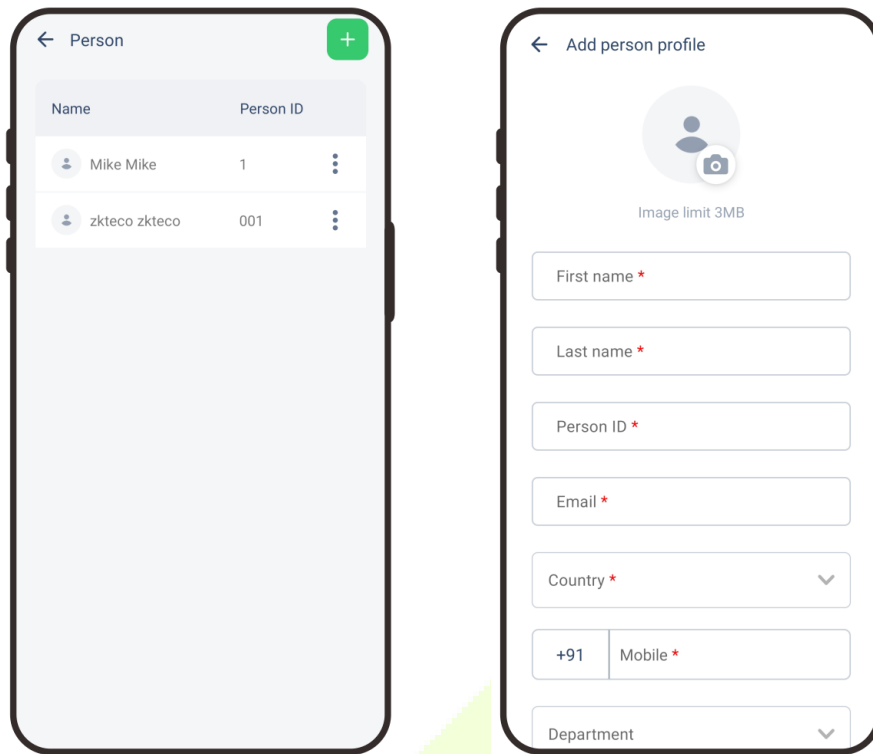 Person
Name Person ID
Mike Mike 1
zkteco zkteco 001
Add person profile
Image limit 3MB
First name *
Last name *
Person ID *
Email *
Country *
+91 Mobile *
Department